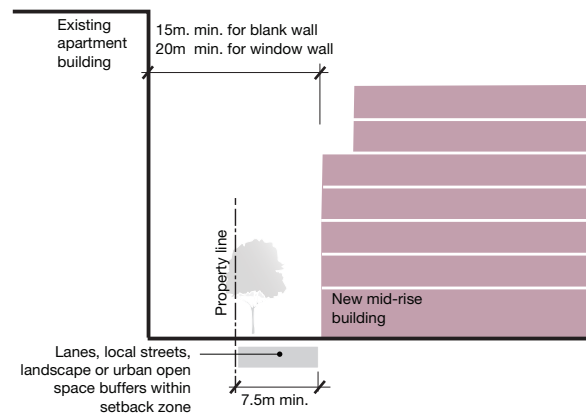 Existing
apartment
building
15m. min. for blank wall
20m  min. for window wall
Property line
New mid-rise
building
Lanes, local streets,
landscape or urban open
space buffers within
setback zone
7.5m min.